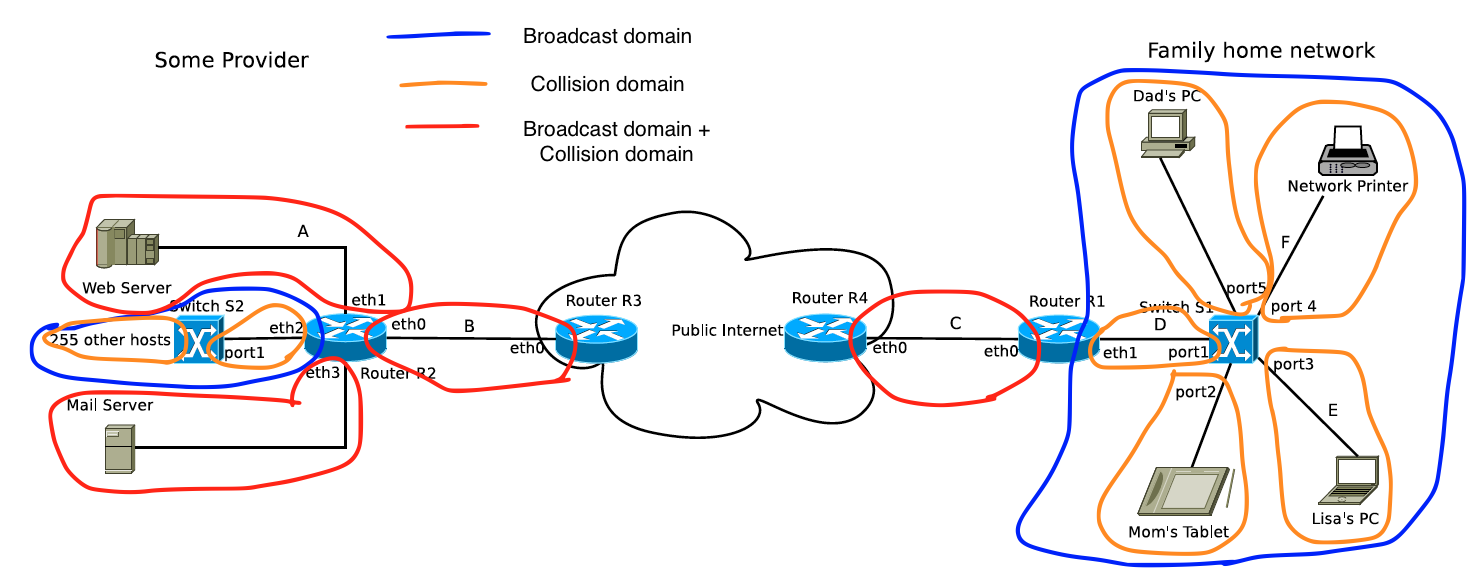 Some Provider
Broadcast domain
Collision domain
Broadcast domain +
Collision domain
Family home network
Dad's PC
Network Printer
A
F
Web Server
Switch S2
eth1
port5
port 4
255 other hosts
port1
eth2
eth0
B
eth0
Router R3
Public Internet
Router R4
eth0
C
eth0
Router R1
Switch S1
D
eth1
port1
eth3
Router R2
port3
port2
Mail Server
E
Mom's Tablet
Lisa's PC